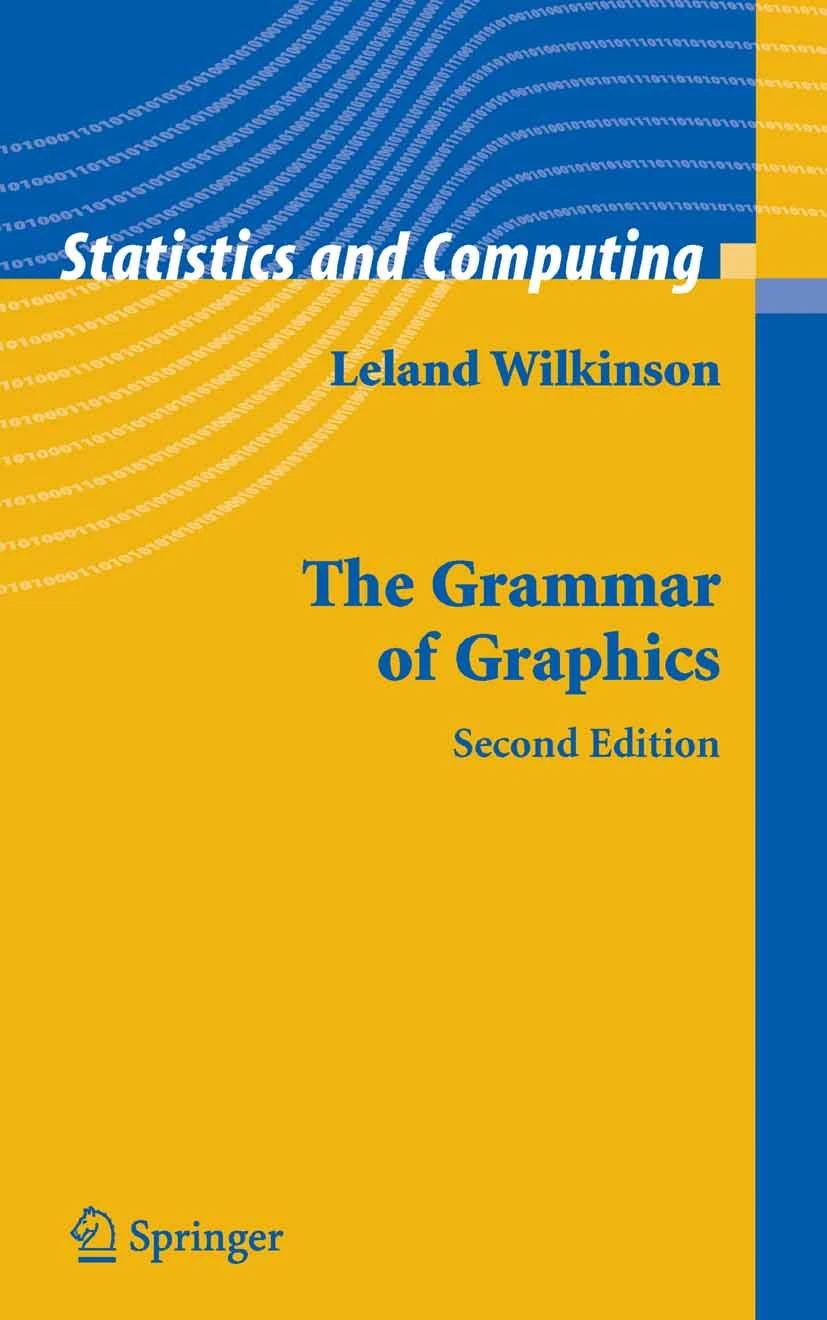 Statistics and Computing
Leland Wilkinson
The Grammar
of Graphics
Second Edition
Springer